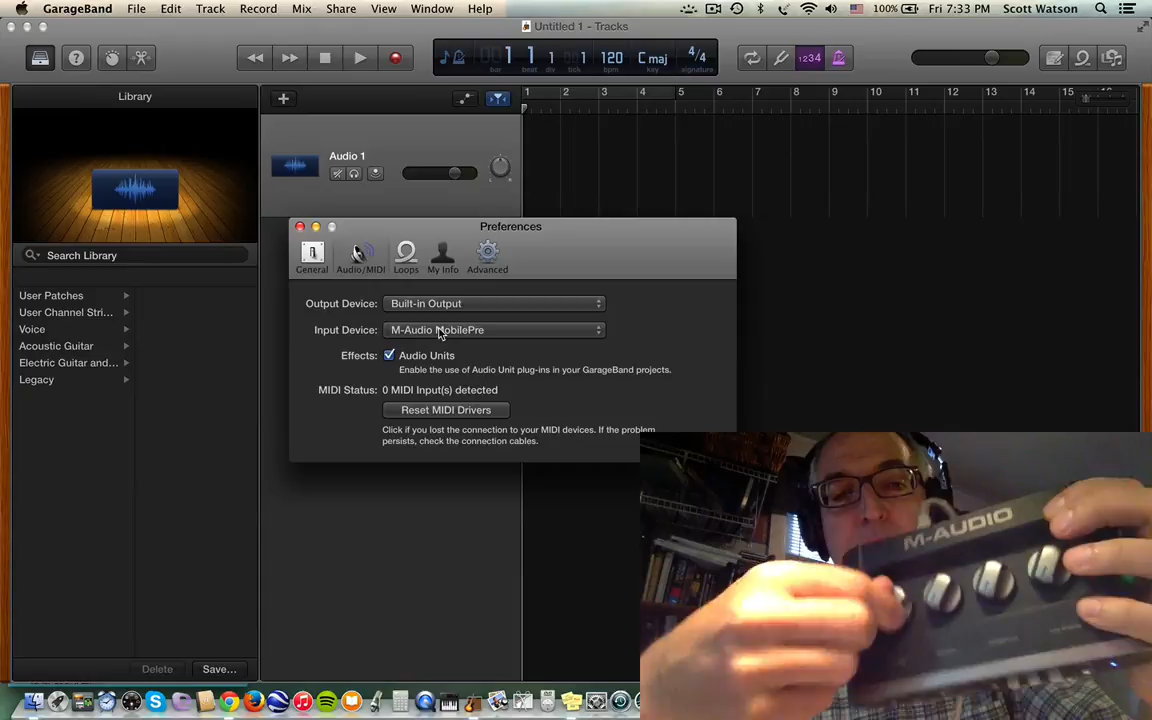 GarageBand File Edit Track Record Mix Share View Window Help 100% Fri 7:33 PM Scott Watson
Untitled 1 - Tracks
1 1 1 1 120 C maj 4/4
bar beat div tick bpm key signature
1234
Library
1 2 3 4 5 6 7 8 9 10 11 12 13 14 15 16
Audio 1
Preferences
General Audio/MIDI Loops My Info Advanced
Search Library
User Patches
User Channel Stri...
Voice
Acoustic Guitar
Electric Guitar and...
Legacy
Output Device: Built-in Output
Input Device: M-Audio MobilePre
Effects: Audio Units
Enable the use of Audio Unit plug-ins in your GarageBand projects.
MIDI Status: 0 MIDI Input(s) detected
Reset MIDI Drivers
Click if you lost the connection to your MIDI devices. If the problem
persists, check the connection cables.
M-AUDIO
Delete Save...